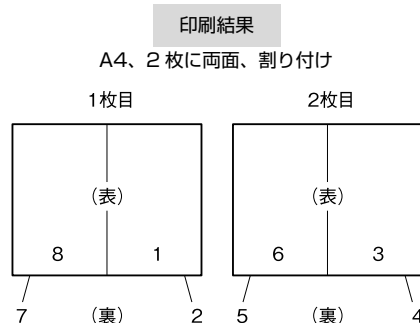 印刷結果
A4、2 枚に両面、割り付け
1枚目 2枚目
(表) (表)
8 1 6 3
7 (裏) 2 5 (裏) 4